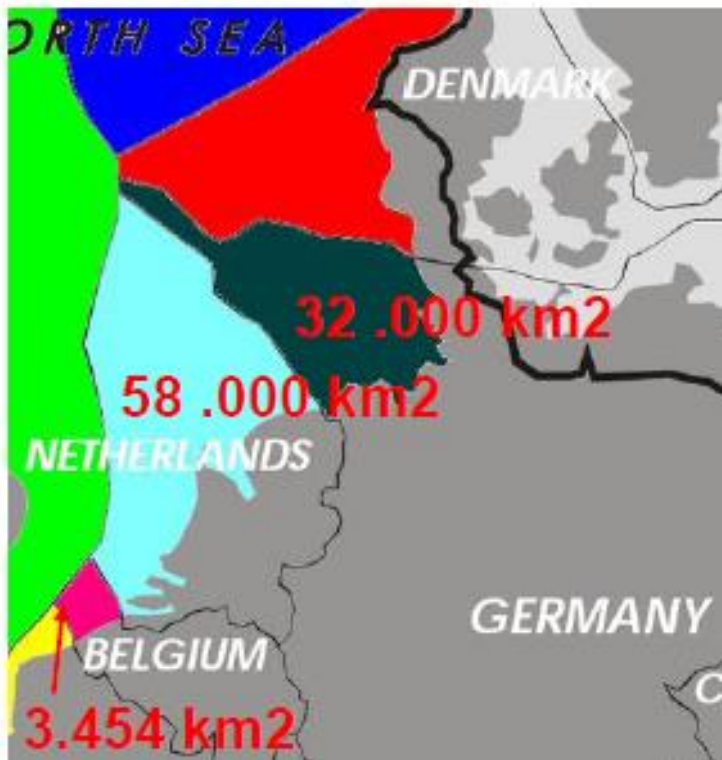 ORTH SEA
DENMARK
32 .000 km2
58 .000 km2
NETHERLANDS
GERMANY
BELGIUM
C
3.454 km2